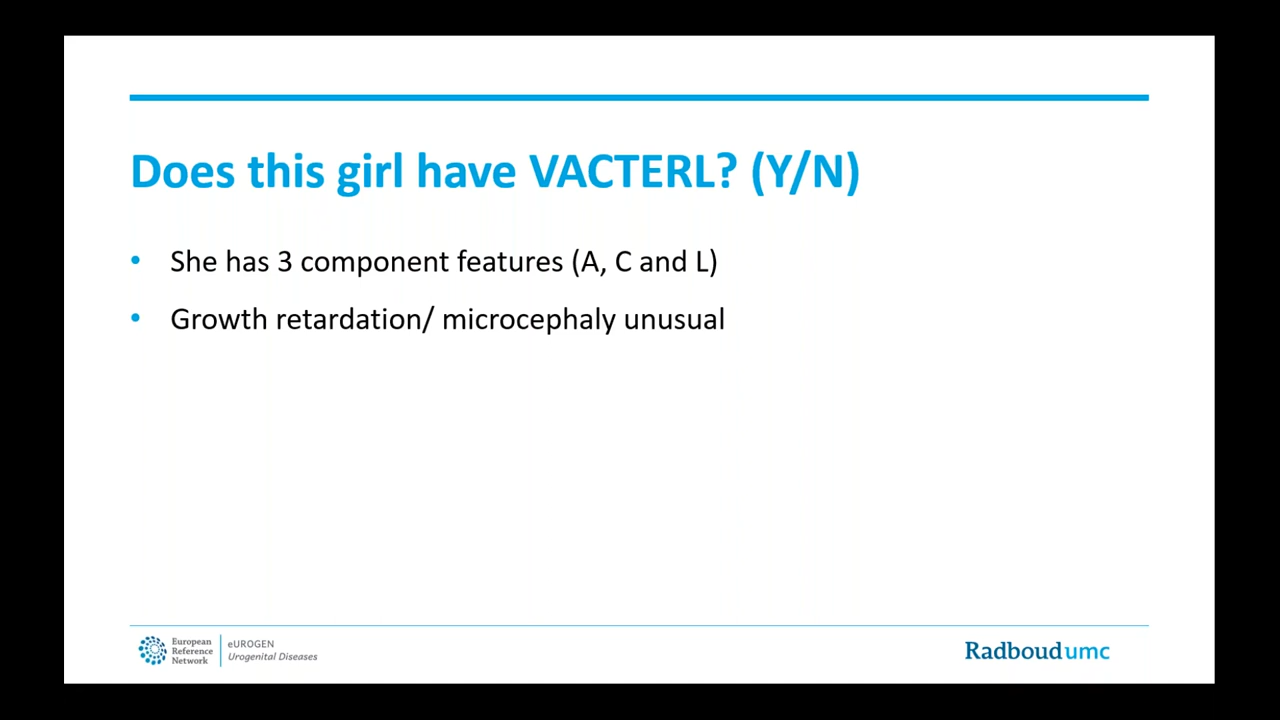 Does this girl have VACTERL? (Y/N)
• She has 3 component features (A, C and L)
• Growth retardation/ microcephaly unusual
European
Reference
Network
eUROGEN
Urogenital Diseases
Radboudumc